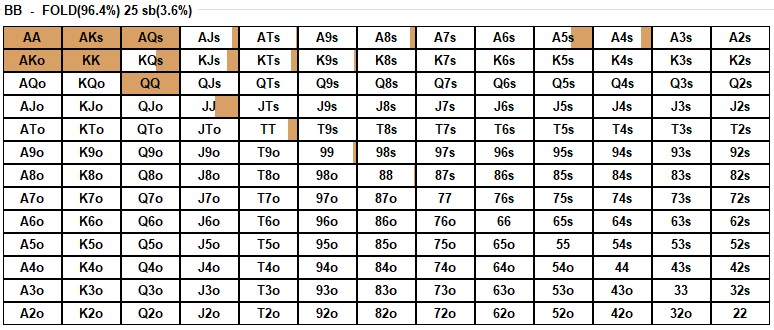 BB - FOLD(96.4%) 25 sb(3.6%)
AA AKs AQs AJs ATs A9s A8s A7s A6s A5s A4s A3s A2s
AKo KK KQs KJs KTs K9s K8s K7s K6s K5s K4s K3s K2s
AQo KQo QQ QJs QTs Q9s Q8s Q7s Q6s Q5s Q4s Q3s Q2s
AJo KJo QJo JJ JTs J9s J8s J7s J6s J5s J4s J3s J2s
ATo KTo QTo JTo TT T9s T8s T7s T6s T5s T4s T3s T2s
A9o K9o Q9o J9o T9o 99 98s 97s 96s 95s 94s 93s 92s
A8o K8o Q8o J8o T8o 98o 88 87s 86s 85s 84s 83s 82s
A7o K7o Q7o J7o T7o 97o 87o 77 76s 75s 74s 73s 72s
A6o K6o Q6o J6o T6o 96o 86o 76o 66 65s 64s 63s 62s
A5o K5o Q5o J5o T5o 95o 85o 75o 65o 55 54s 53s 52s
A4o K4o Q4o J4o T4o 94o 84o 74o 64o 54o 44 43s 42s
A3o K3o Q3o J3o T3o 93o 83o 73o 63o 53o 43o 33 32s
A2o K2o Q2o J2o T2o 92o 82o 72o 62o 52o 42o 32o 22